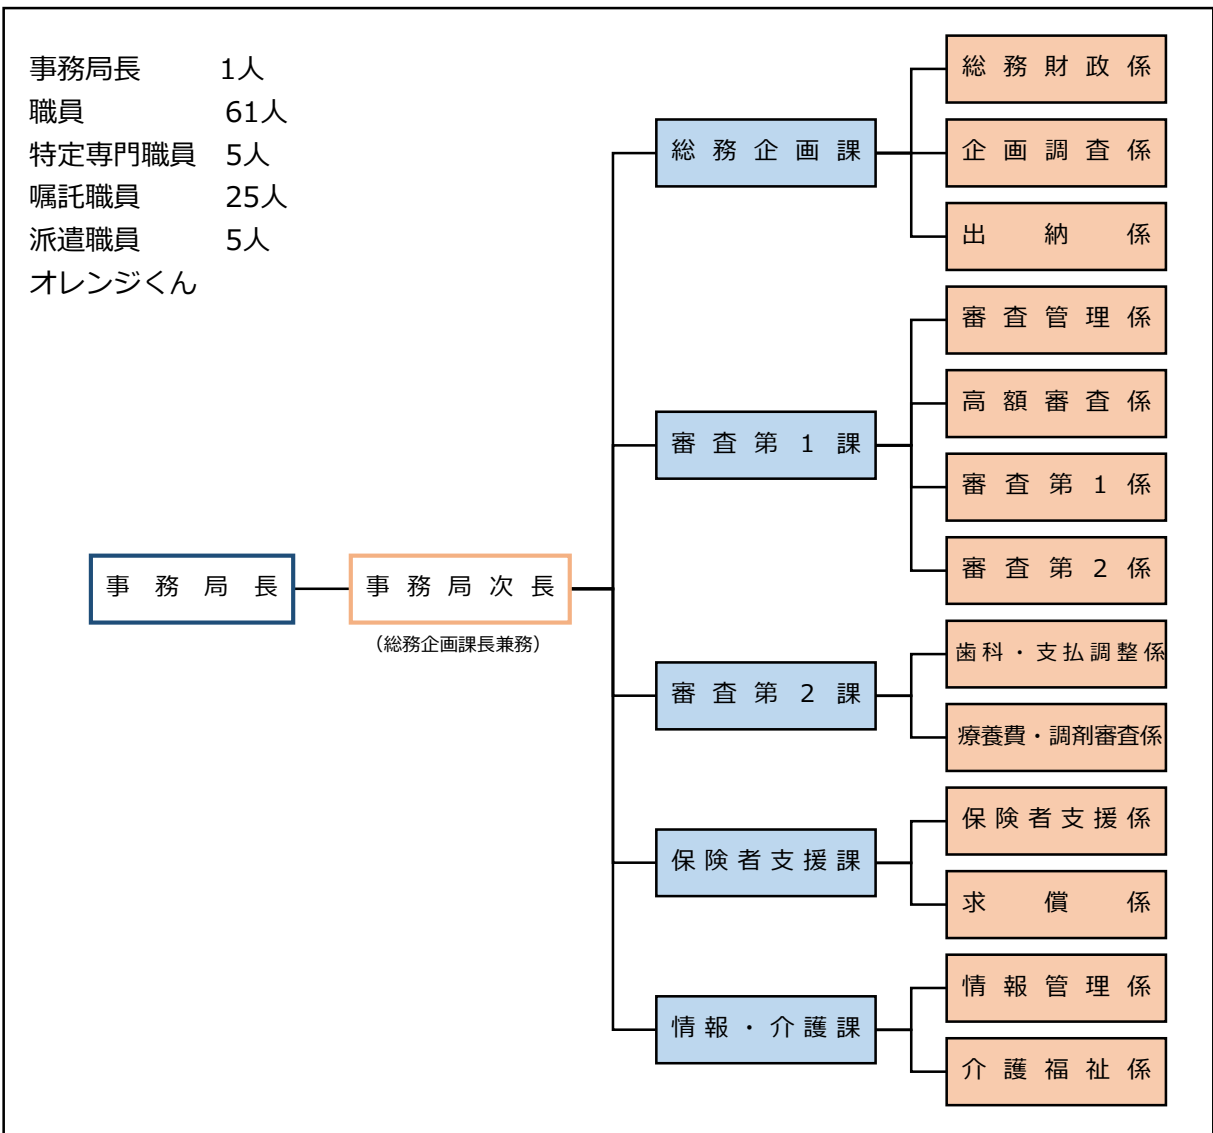 事務局長 1人
職員 61人
特定専門職員 5人
嘱託職員 25人
派遣職員 5人
オレンジくん
事務局長
事務局次長
（総務企画課長兼務）
総務企画課
総務財政係
企画調査係
出納係
審査第1課
審査管理係
高額審査係
審査第1係
審査第2係
審査第2課
歯科・支払調整係
療養費・調剤審査係
保険者支援課
保険者支援係
求償係
情報・介護課
情報管理係
介護福祉係